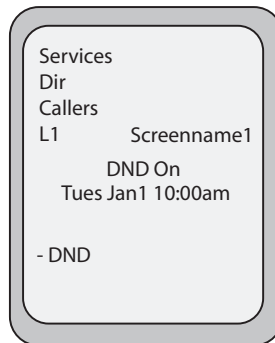 Services
Dir
Callers
L1 Screenname1
DND On
Tues Jan1 10:00am
- DND